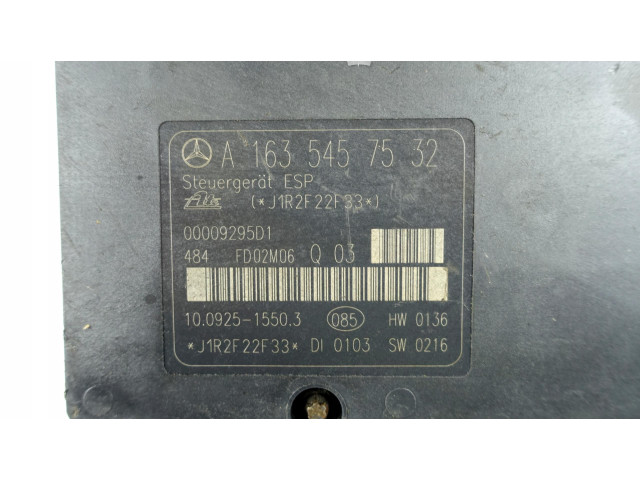 A 163 545 75 32
Steuergerät ESP
Ate (*J1R2F22F33*)
00009295D1
484 FD02M06 Q 03
10.0925-1550.3 085 HW 0136
*J1R2F22F33* DI 0103 SW 0216